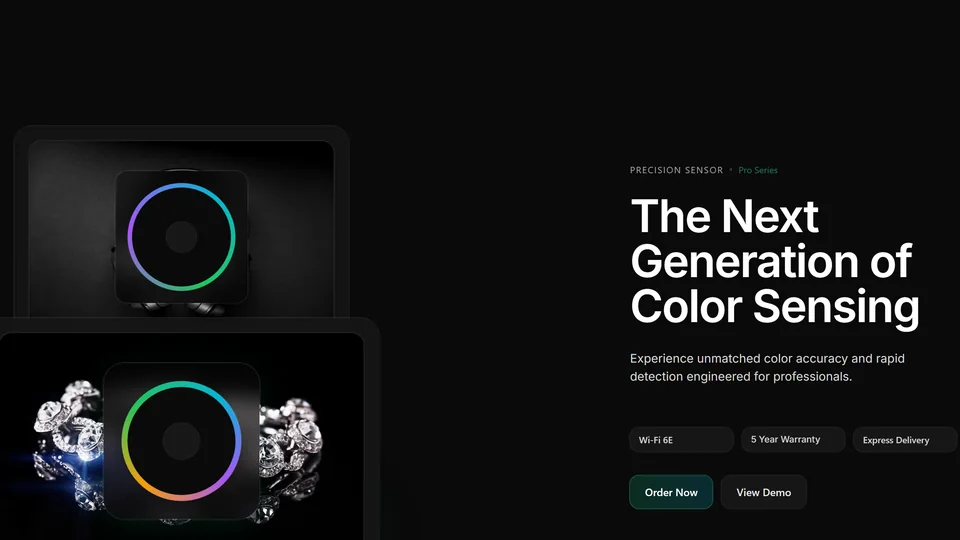 PRECISION SENSOR • Pro Series
The Next
Generation of
Color Sensing
Experience unmatched color accuracy and rapid
detection engineered for professionals.
Wi-Fi 6E
5 Year Warranty
Express Delivery
Order Now
View Demo